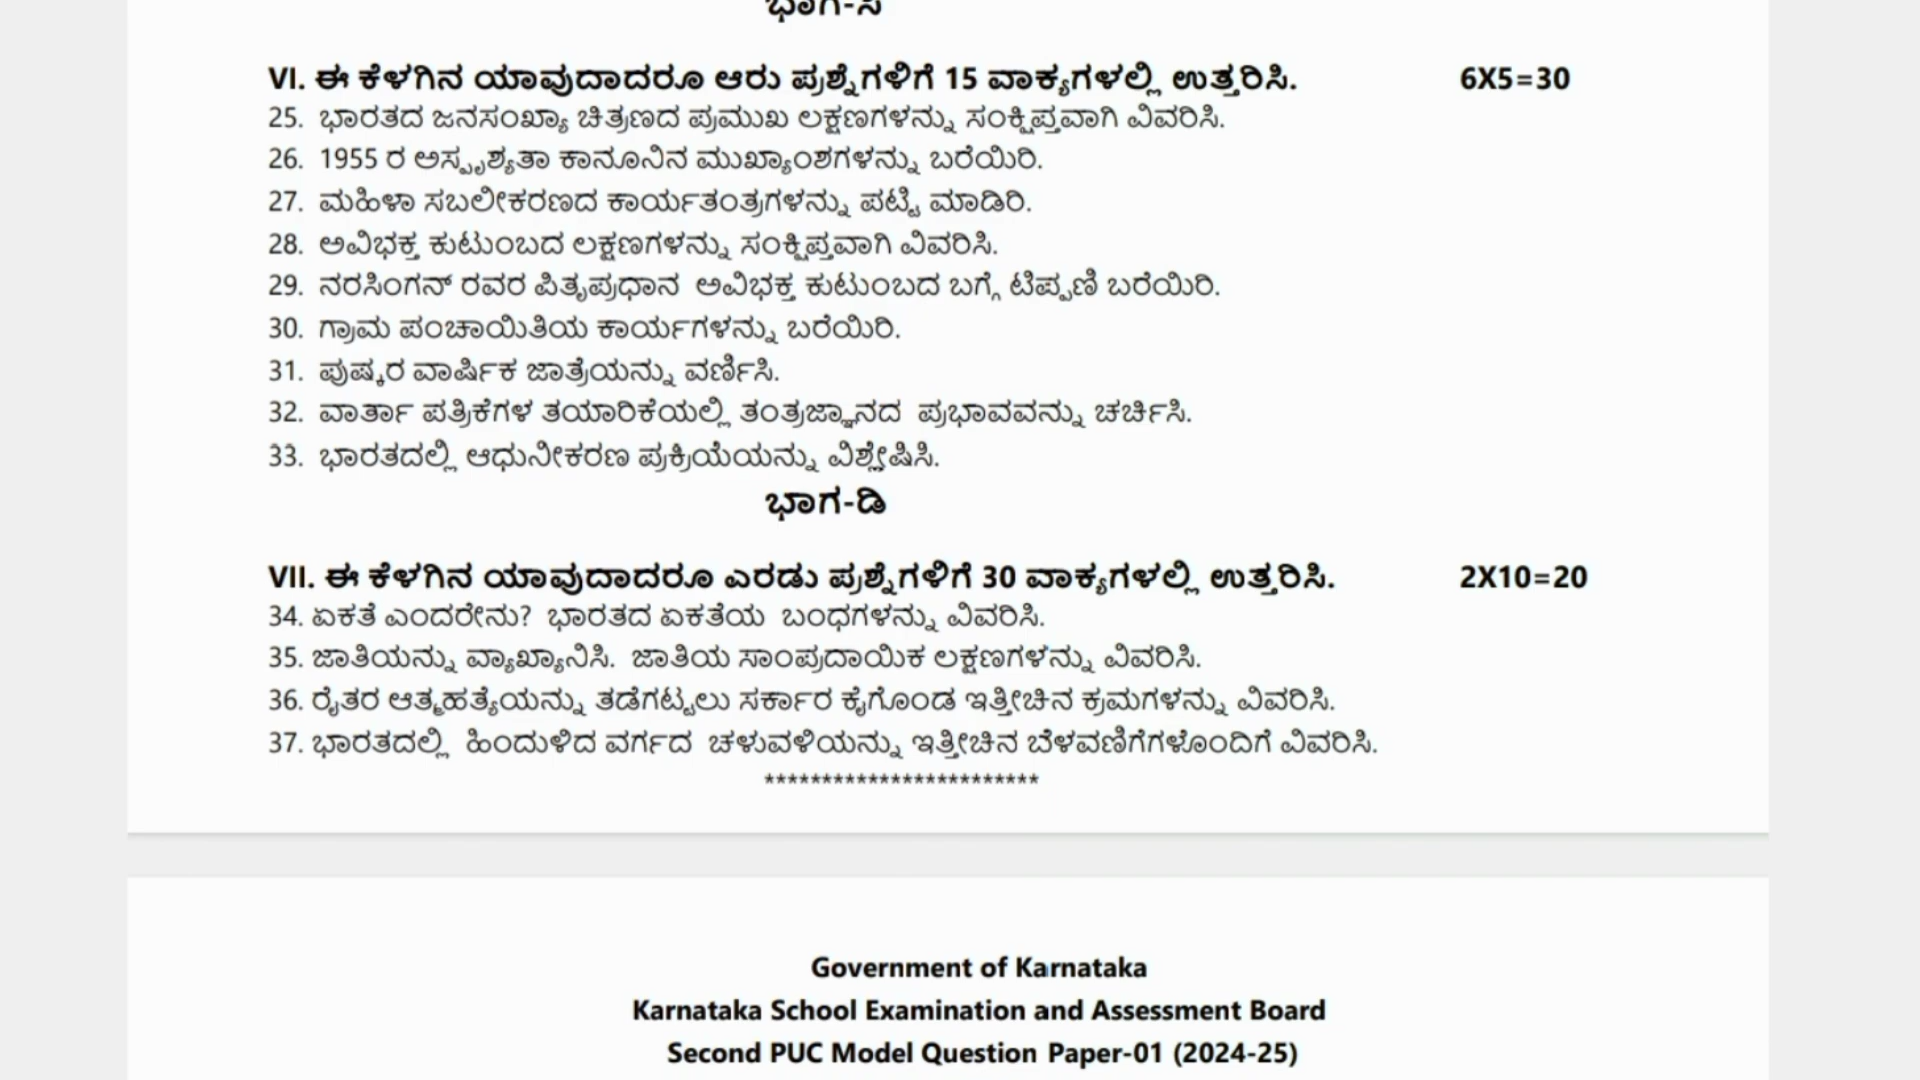 ಭಾಗ-ಸಿ
VI. ಈ ಕೆಳಗಿನ ಯಾವುದಾದರೂ ಆರು ಪ್ರಶ್ನೆಗಳಿಗೆ 15 ವಾಕ್ಯಗಳಲ್ಲಿ ಉತ್ತರಿಸಿ. 6X5=30
25. ಭಾರತದ ಜನಸಂಖ್ಯಾ ಚಿತ್ರಣದ ಪ್ರಮುಖ ಲಕ್ಷಣಗಳನ್ನು ಸಂಕ್ಷಿಪ್ತವಾಗಿ ವಿವರಿಸಿ.
26. 1955 ರ ಅಸ್ಪೃಶ್ಯತಾ ಕಾನೂನಿನ ಮುಖ್ಯಾಂಶಗಳನ್ನು ಬರೆಯಿರಿ.
27. ಮಹಿಳಾ ಸಬಲೀಕರಣದ ಕಾರ್ಯತಂತ್ರಗಳನ್ನು ಪಟ್ಟಿ ಮಾಡಿರಿ.
28. ಅವಿಭಕ್ತ ಕುಟುಂಬದ ಲಕ್ಷಣಗಳನ್ನು ಸಂಕ್ಷಿಪ್ತವಾಗಿ ವಿವರಿಸಿ.
29. ನರಸಿಂಗನ್ ರವರ ಪಿತೃಪ್ರಧಾನ ಅವಿಭಕ್ತ ಕುಟುಂಬದ ಬಗ್ಗೆ ಟಿಪ್ಪಣಿ ಬರೆಯಿರಿ.
30. ಗ್ರಾಮ ಪಂಚಾಯಿತಿಯ ಕಾರ್ಯಗಳನ್ನು ಬರೆಯಿರಿ.
31. ಪುಷ್ಕರ ವಾರ್ಷಿಕ ಜಾತ್ರೆಯನ್ನು ವರ್ಣಿಸಿ.
32. ವಾರ್ತಾ ಪತ್ರಿಕೆಗಳ ತಯಾರಿಕೆಯಲ್ಲಿ ತಂತ್ರಜ್ಞಾನದ ಪ್ರಭಾವವನ್ನು ಚರ್ಚಿಸಿ.
33. ಭಾರತದಲ್ಲಿ ಆಧುನೀಕರಣ ಪ್ರಕ್ರಿಯೆಯನ್ನು ವಿಶ್ಲೇಷಿಸಿ.
ಭಾಗ-ಡಿ
VII. ಈ ಕೆಳಗಿನ ಯಾವುದಾದರೂ ಎರಡು ಪ್ರಶ್ನೆಗಳಿಗೆ 30 ವಾಕ್ಯಗಳಲ್ಲಿ ಉತ್ತರಿಸಿ. 2X10=20
34. ಏಕತೆ ಎಂದರೇನು? ಭಾರತದ ಏಕತೆಯ ಬಂಧಗಳನ್ನು ವಿವರಿಸಿ.
35. ಜಾತಿಯನ್ನು ವ್ಯಾಖ್ಯಾನಿಸಿ. ಜಾತಿಯ ಸಾಂಪ್ರದಾಯಿಕ ಲಕ್ಷಣಗಳನ್ನು ವಿವರಿಸಿ.
36. ರೈತರ ಆತ್ಮಹತ್ಯೆಯನ್ನು ತಡೆಗಟ್ಟಲು ಸರ್ಕಾರ ಕೈಗೊಂಡ ಇತ್ತೀಚಿನ ಕ್ರಮಗಳನ್ನು ವಿವರಿಸಿ.
37. ಭಾರತದಲ್ಲಿ ಹಿಂದುಳಿದ ವರ್ಗದ ಚಳುವಳಿಯನ್ನು ಇತ್ತೀಚಿನ ಬೆಳವಣಿಗೆಗಳೊಂದಿಗೆ ವಿವರಿಸಿ.
************************
Government of Karnataka
Karnataka School Examination and Assessment Board
Second PUC Model Question Paper-01 (2024-25)